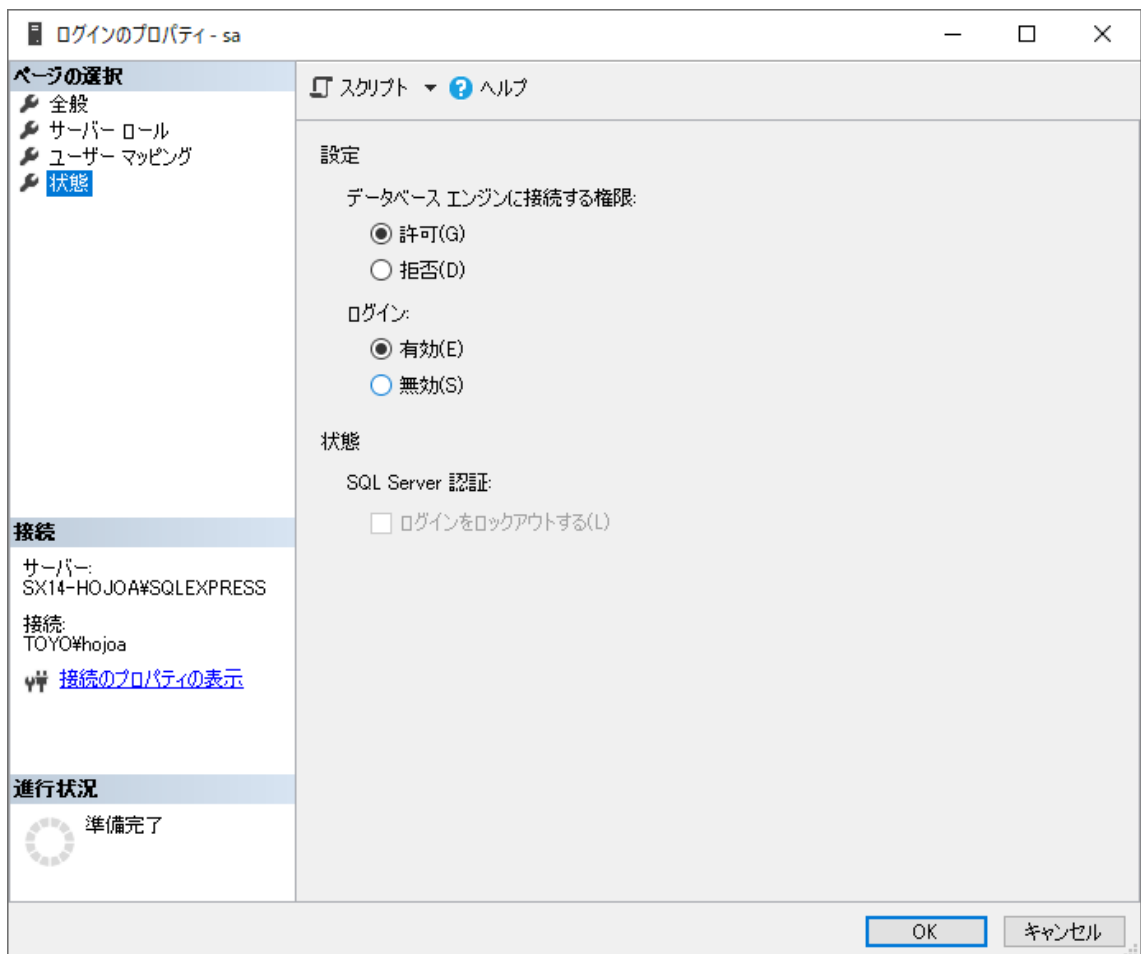 ログインのプロパティ - sa
ページの選択
全般
サーバー ロール
ユーザー マッピング
状態
接続
サーバー:
SX14-HOJOA¥SQLEXPRESS
接続:
TOYO¥hojoa
接続のプロパティの表示
進行状況
準備完了
スクリプト ヘルプ
設定
データベース エンジンに接続する権限:
許可(G)
拒否(D)
ログイン:
有効(E)
無効(S)
状態
SQL Server 認証:
ログインをロックアウトする(L)
OK キャンセル